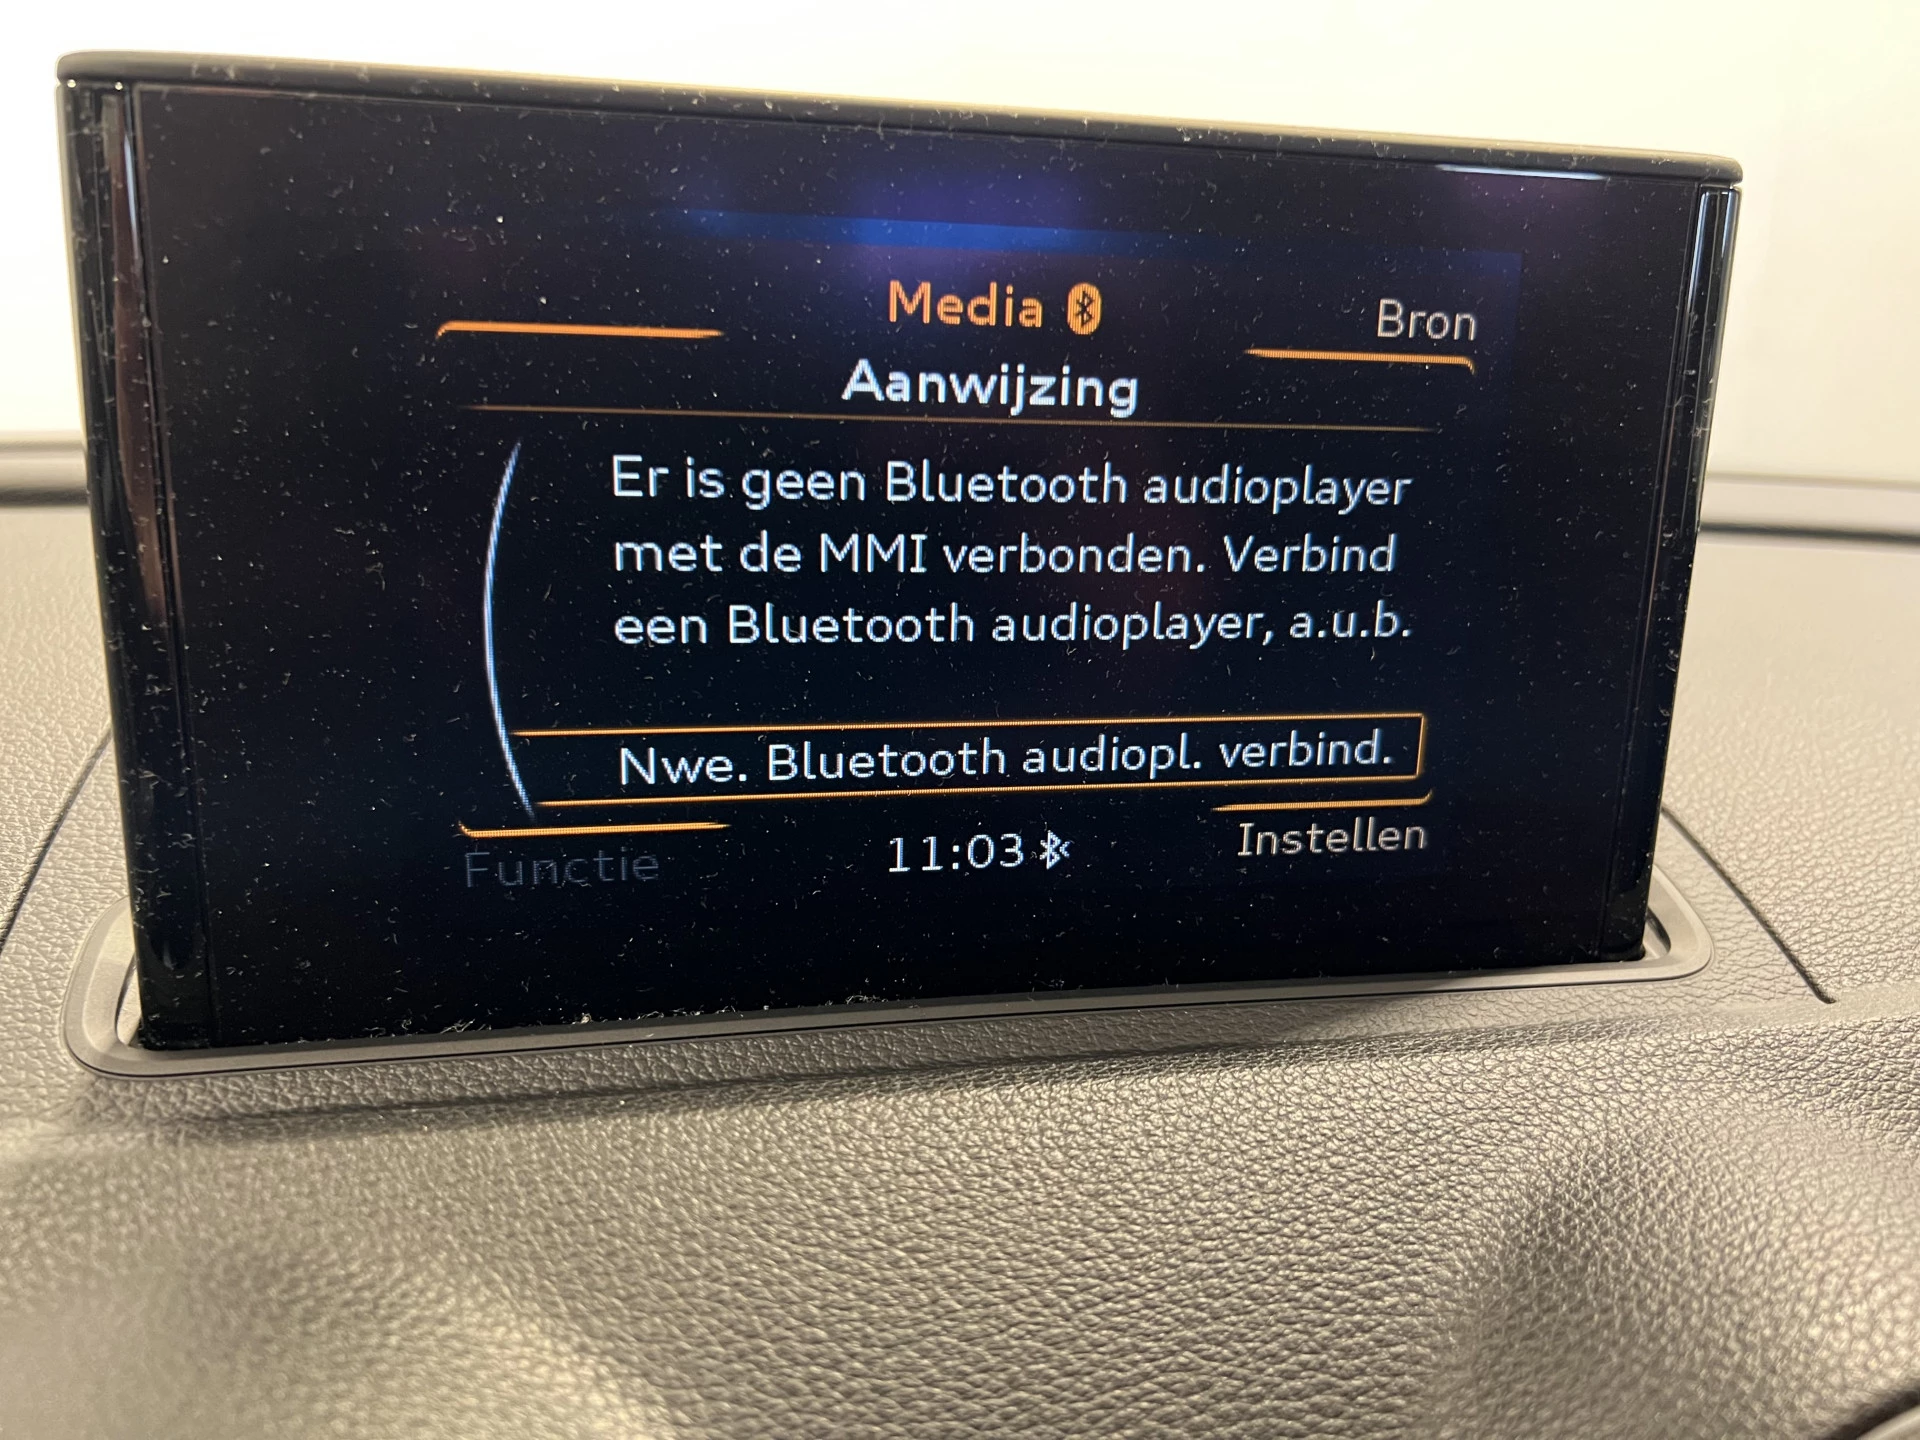 Media
Bron
Aanwijzing
Er is geen Bluetooth audioplayer
met de MMI verbonden. Verbind
een Bluetooth audioplayer, a.u.b.
Nwe. Bluetooth audiopl. verbind.
Functie
11:03
Instellen